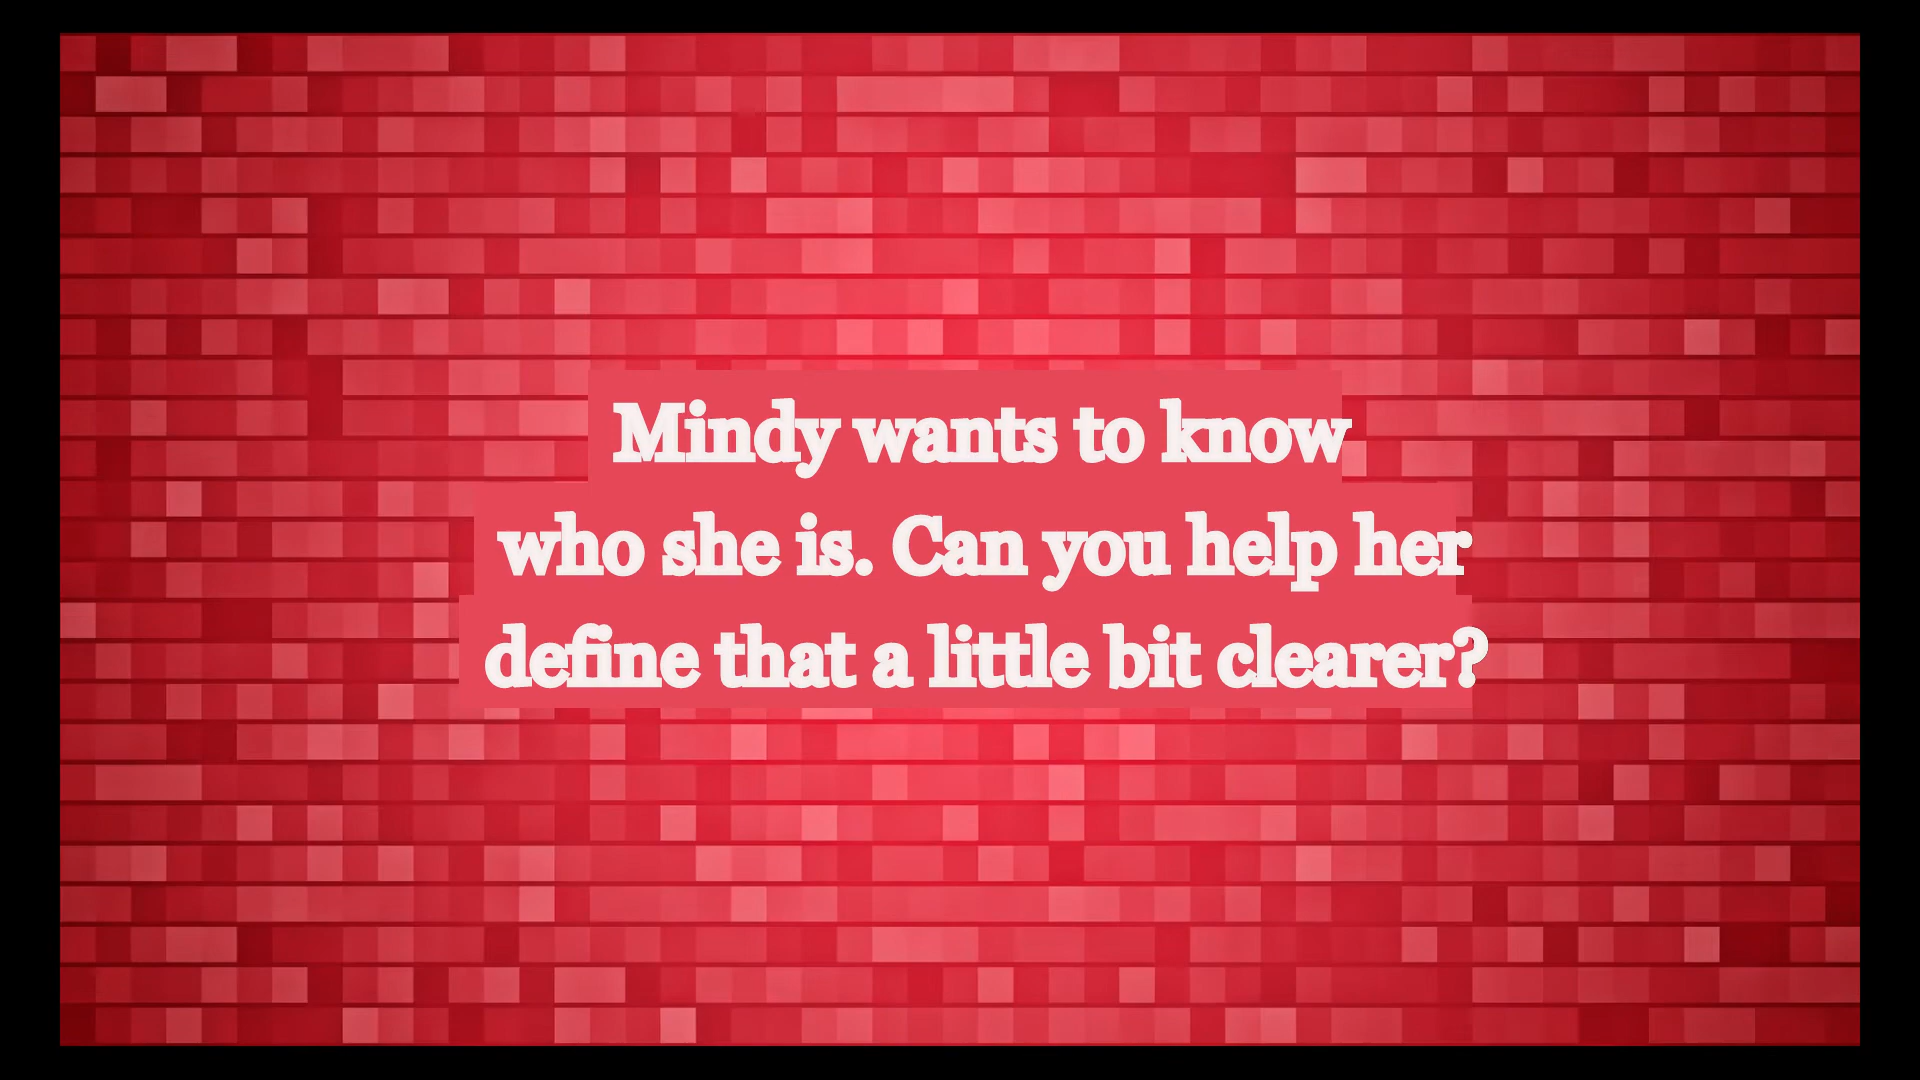 Mindy wants to know
who she is. Can you help her
define that a little bit clearer?